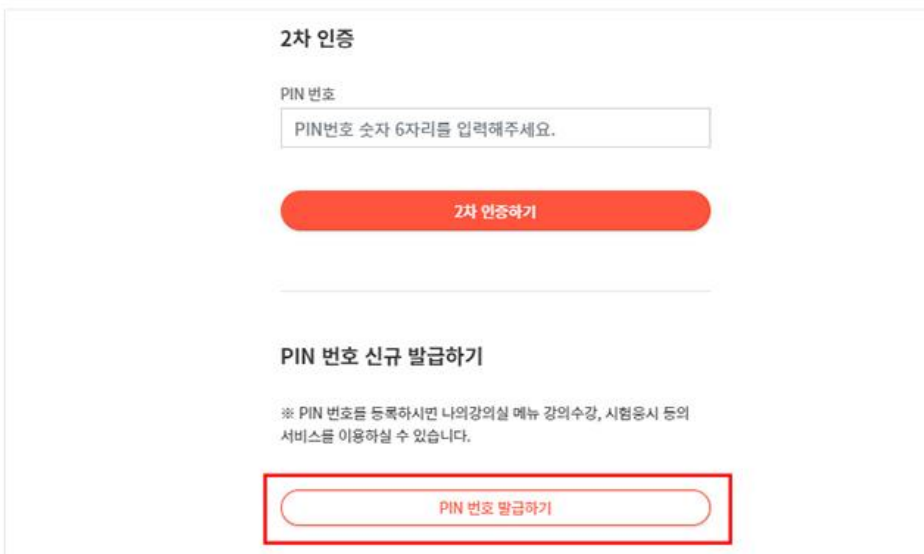 2차 인증
PIN 번호
PIN번호 숫자 6자리를 입력해주세요.
2차 인증하기
PIN 번호 신규 발급하기
※ PIN 번호를 등록하시면 나의강의실 메뉴 강의수강, 시험응시 등의
서비스를 이용하실 수 있습니다.
PIN 번호 발급하기